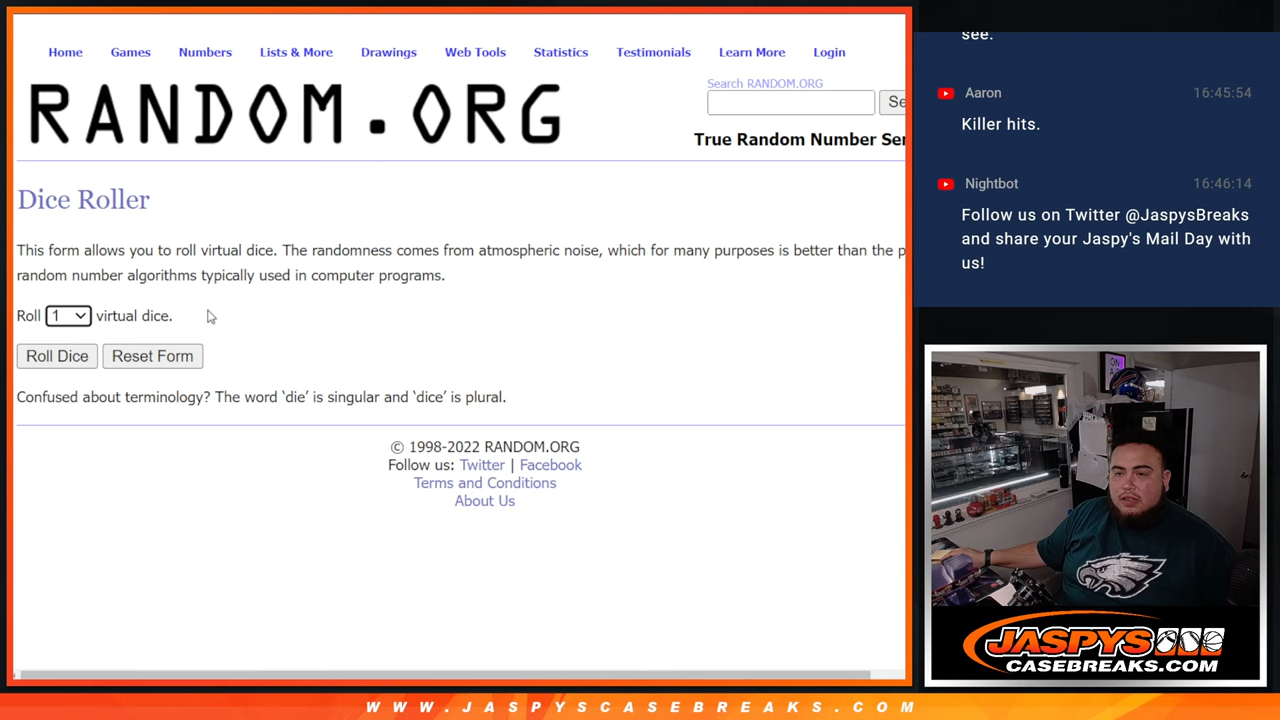 Home Games Numbers Lists & More Drawings Web Tools Statistics Testimonials Learn More Login
RANDOM.ORG
Search RANDOM.ORG
Se
True Random Number Ser
Dice Roller
This form allows you to roll virtual dice. The randomness comes from atmospheric noise, which for many purposes is better than the p
random number algorithms typically used in computer programs.
Roll 1 virtual dice.
Roll Dice Reset Form
Confused about terminology? The word ‘die’ is singular and ‘dice’ is plural.
© 1998-2022 RANDOM.ORG
Follow us: Twitter | Facebook
Terms and Conditions
About Us
see.
Aaron 16:45:54
Killer hits.
Nightbot 16:46:14
Follow us on Twitter @JaspysBreaks
and share your Jaspy's Mail Day with
us!
ON
JASPYS
CASEBREAKS.COM
WWW.JASPYSCASEBREAKS.COM